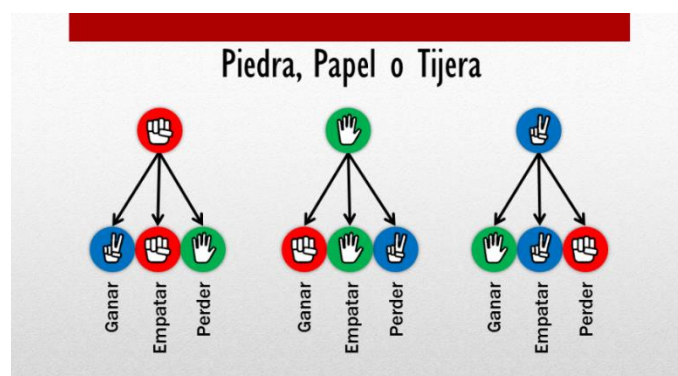 Piedra, Papel o Tijera
Ganar
Empatar
Perder
Ganar
Empatar
Perder
Ganar
Empatar
Perder